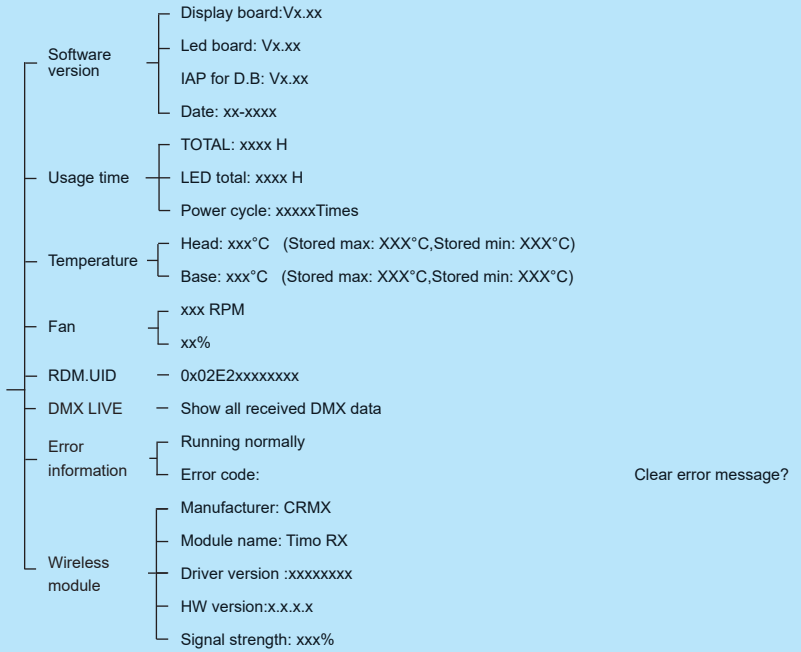 Software
version
Display board:Vx.xx
Led board: Vx.xx
IAP for D.B: Vx.xx
Date: xx-xxxx
Usage time
TOTAL: xxxx H
LED total: xxxx H
Power cycle: xxxxxTimes
Temperature
Head: xxx°C (Stored max: XXX°C,Stored min: XXX°C)
Base: xxx°C (Stored max: XXX°C,Stored min: XXX°C)
Fan
xxx RPM
xx%
RDM.UID
0x02E2xxxxxxxx
DMX LIVE
Show all received DMX data
Error
information
Running normally
Error code:
Clear error message?
Wireless
module
Manufacturer: CRMX
Module name: Timo RX
Driver version :xxxxxxxx
HW version:x.x.x.x
Signal strength: xxx%